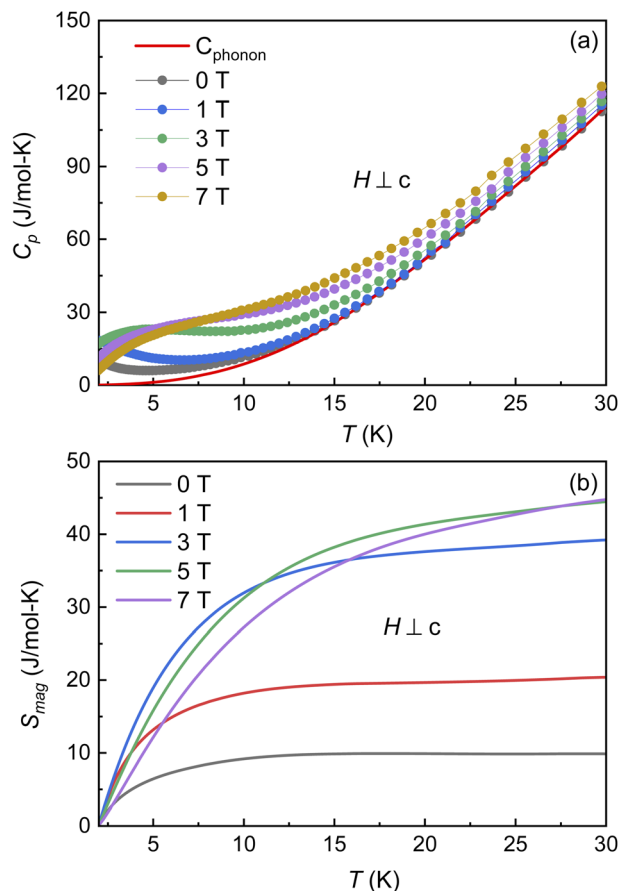 150
120
90
60
30
0
C_p (J/mol-K)
C_phonon
0 T
1 T
3 T
5 T
7 T
(a)
H ⊥ c
5 10 15 20 25 30
T (K)
50
40
30
20
10
0
S_mag (J/mol-K)
0 T
1 T
3 T
5 T
7 T
(b)
H ⊥ c
5 10 15 20 25 30
T (K)